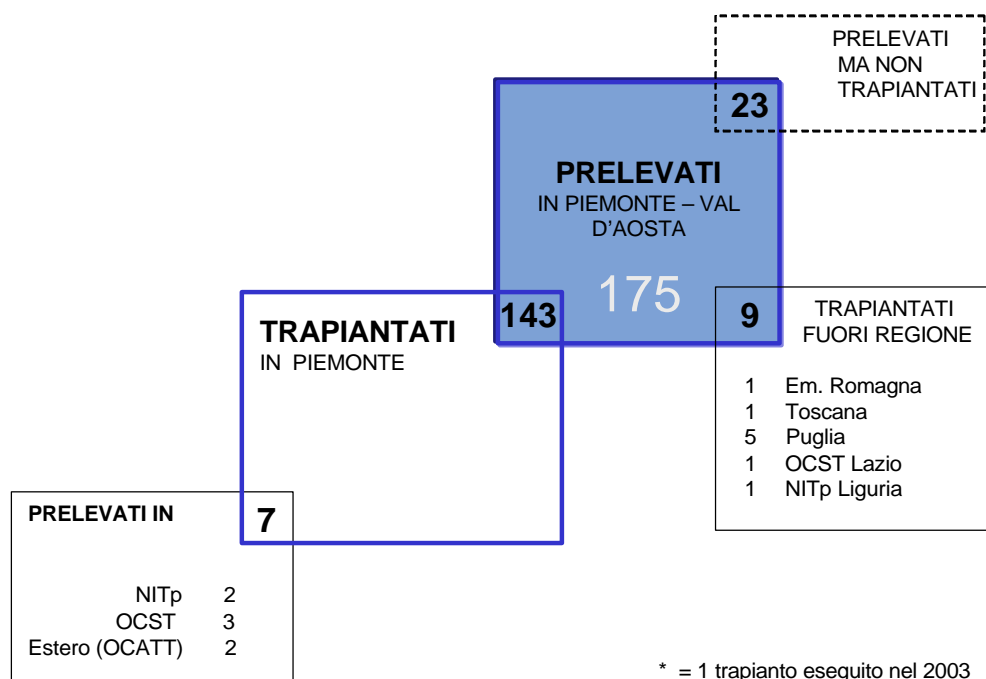 PRELEVATI
MA NON
TRAPIANTATI
23
PRELEVATI
IN PIEMONTE – VAL
D'AOSTA
175
143
9
TRAPIANTATI
FUORI REGIONE
1 Em. Romagna
1 Toscana
5 Puglia
1 OCST Lazio
1 NITp Liguria
TRAPIANTATI
IN PIEMONTE
PRELEVATI IN
7
NITp 2
OCST 3
Estero (OCATT) 2
* = 1 trapianto eseguito nel 2003